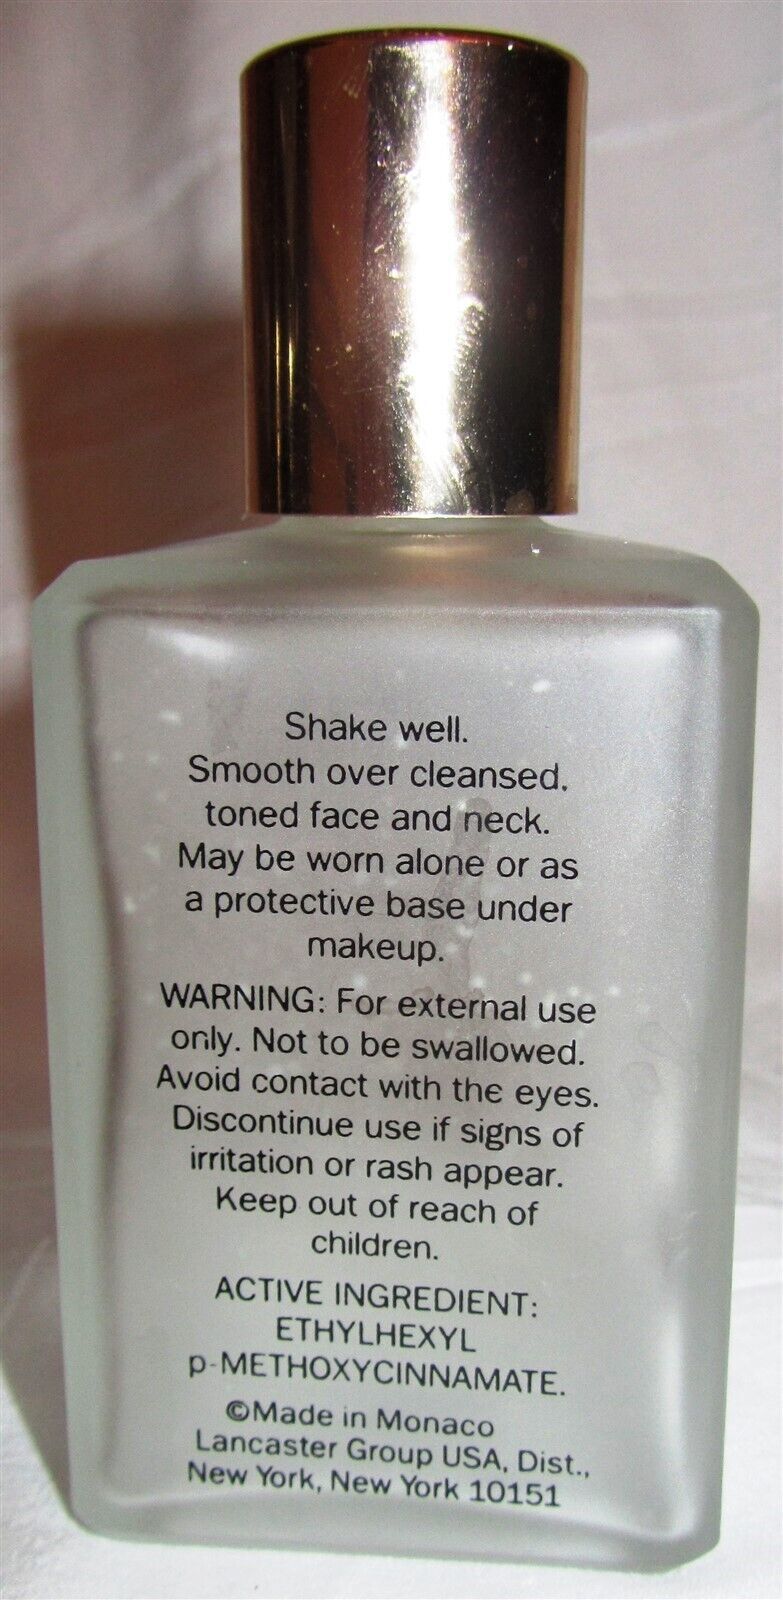 Shake well.
Smooth over cleansed,
toned face and neck.
May be worn alone or as
a protective base under
makeup.
WARNING: For external use
only. Not to be swallowed.
Avoid contact with the eyes.
Discontinue use if signs of
irritation or rash appear.
Keep out of reach of
children.
ACTIVE INGREDIENT:
ETHYLHEXYL
p-METHOXYCINNAMATE.
©Made in Monaco
Lancaster Group USA, Dist.,
New York, New York 10151